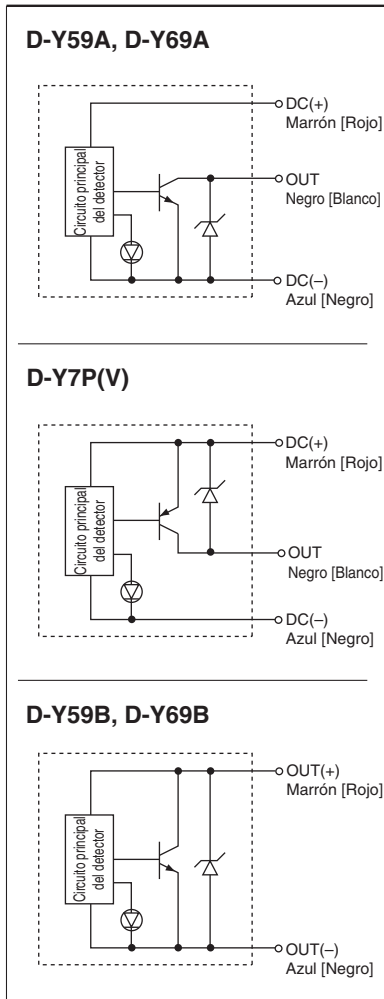 D-Y59A, D-Y69A
Circuito principal
del detector
DC(+)
Marrón [Rojo]
OUT
Negro [Blanco]
DC(–)
Azul [Negro]
D-Y7P(V)
Circuito principal
del detector
DC(+)
Marrón [Rojo]
OUT
Negro [Blanco]
DC(–)
Azul [Negro]
D-Y59B, D-Y69B
Circuito principal
del detector
OUT(+)
Marrón [Rojo]
OUT(–)
Azul [Negro]